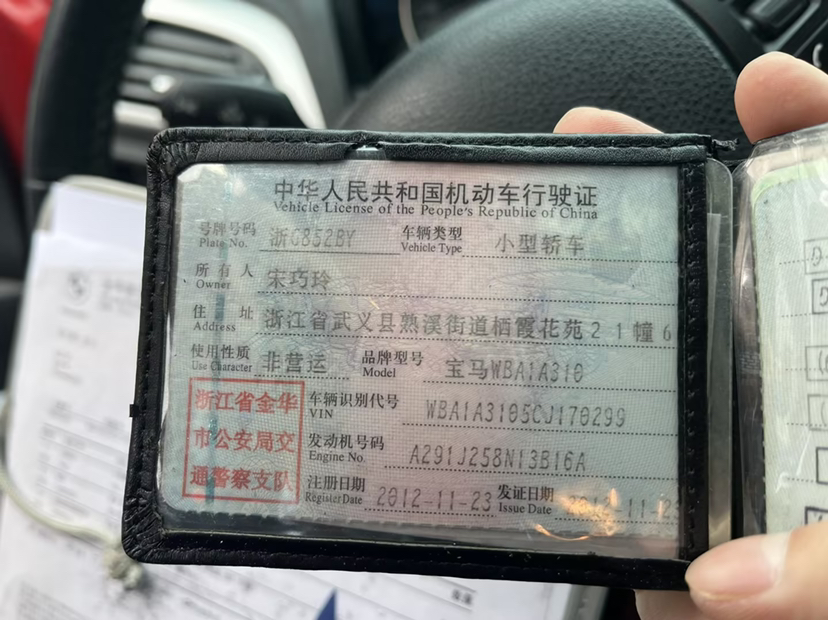 中华人民共和国机动车行驶证
Vehicle License of the People's Republic of China
号牌号码 浙G852BY 车辆类型 小型轿车
Plate No. Vehicle Type
所有人 宋巧玲
Owner
住址 浙江省武义县熟溪街道栖霞花苑21幢6
Address
使用性质 非营运 品牌型号 宝马WBA1A310
Use Character Model
浙江省金华
市公安局交
通警察支队
车辆识别代号 WBA1A3105CJ170299
VIN
发动机号码 A291J258N13B16A
Engine No.
注册日期 2012-11-23 发证日期
Register Date Issue Date